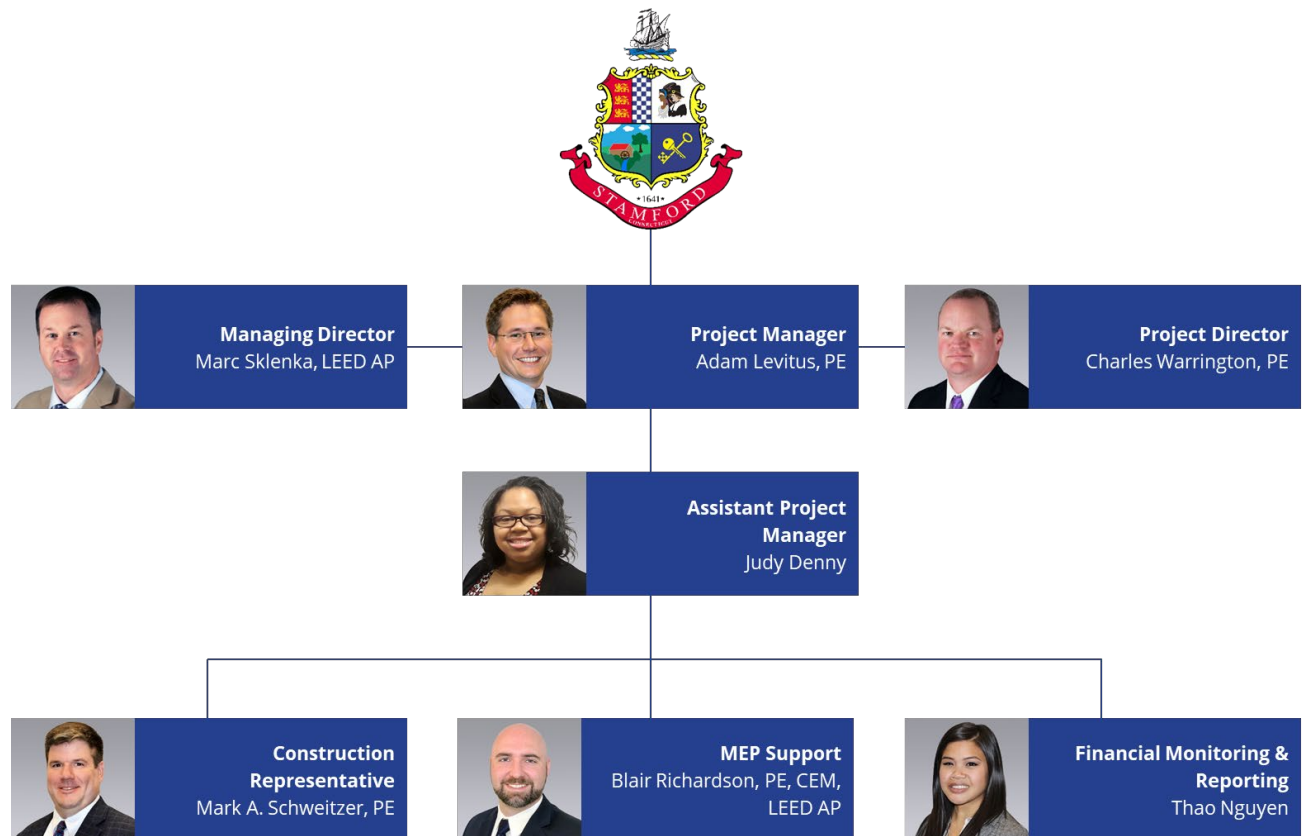 ★1641★
STAMFORD
CONNECTICUT
Managing Director
Marc Sklenka, LEED AP
Project Manager
Adam Levitus, PE
Project Director
Charles Warrington, PE
Assistant Project
Manager
Judy Denny
Construction
Representative
Mark A. Schweitzer, PE
MEP Support
Blair Richardson, PE, CEM,
LEED AP
Financial Monitoring &
Reporting
Thao Nguyen